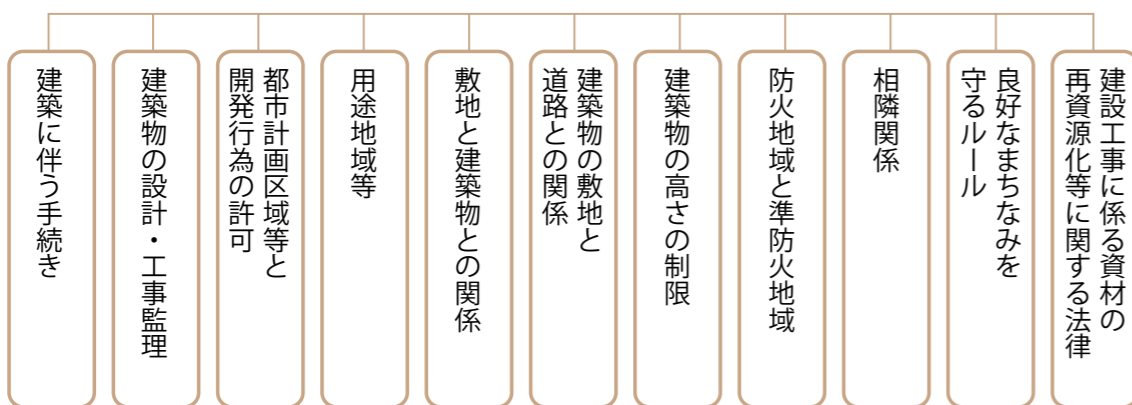 建築に伴う手続き
建築物の設計・工事監理
都市計画区域等と
開発行為の許可
用途地域等
敷地と建築物との関係
建築物の敷地と
道路との関係
建築物の高さの制限
防火地域と準防火地域
相隣関係
良好なまちなみを
守るルール
建設工事に係る資材の
再資源化等に関する法律